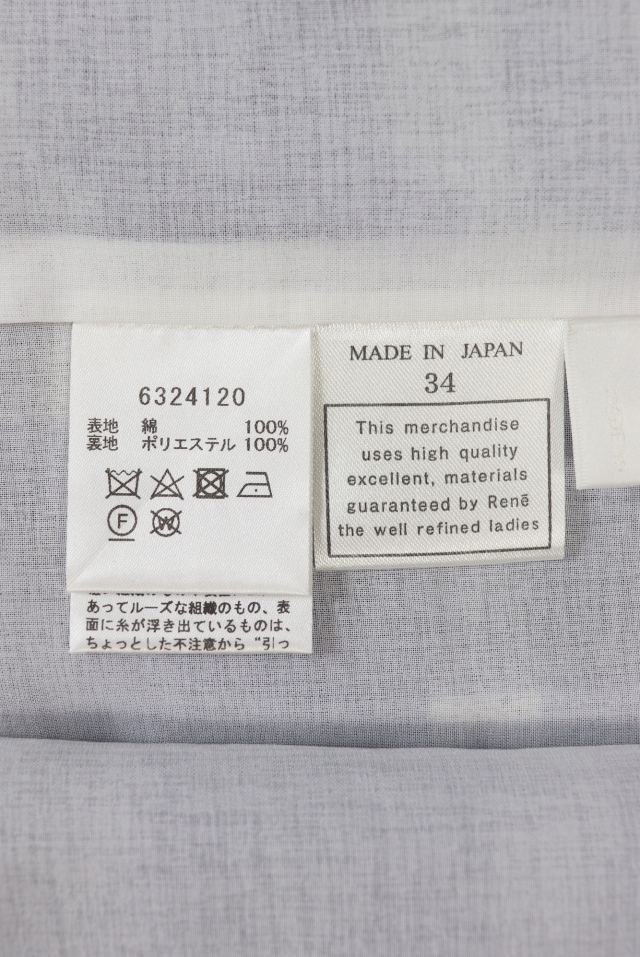 6324120
表地 綿 100%
裏地 ポリエステル 100%
F W
あってルーズな組織のもの、表
面に糸が浮き出ているものは、
ちょっとした不注意から“引っ
MADE IN JAPAN
34
This merchandise
uses high quality
excellent, materials
guaranteed by René
the well refined ladies